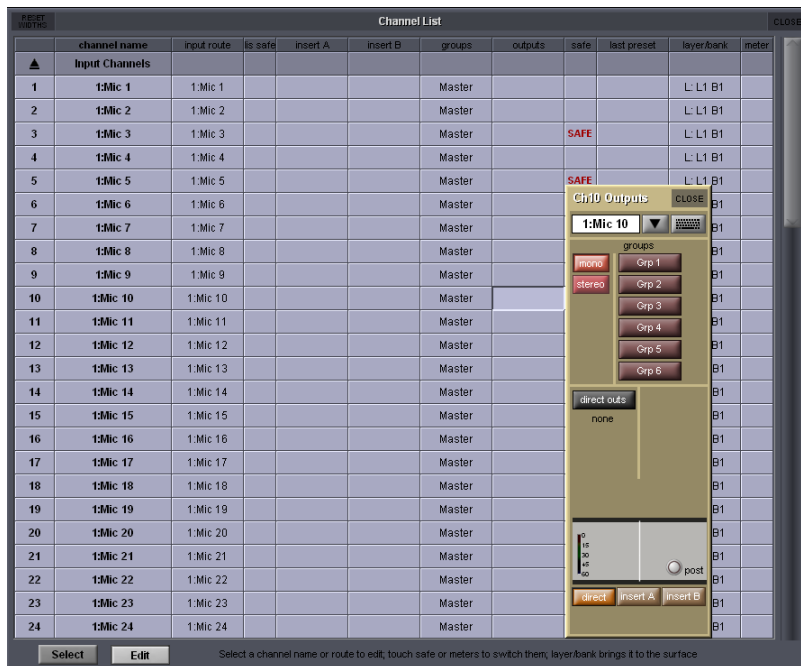 RESET WIDTHS Channel List CLOSE
channel name input route lis safe insert A insert B groups outputs safe last preset layer/bank meter
Input Channels
1 1:Mic 1 1:Mic 1 Master L: L1 B1
2 1:Mic 2 1:Mic 2 Master L: L1 B1
3 1:Mic 3 1:Mic 3 Master SAFE L: L1 B1
4 1:Mic 4 1:Mic 4 Master L: L1 B1
5 1:Mic 5 1:Mic 5 Master SAFE L: L1 B1
6 1:Mic 6 1:Mic 6 Master B1
7 1:Mic 7 1:Mic 7 Master B1
8 1:Mic 8 1:Mic 8 Master B1
9 1:Mic 9 1:Mic 9 Master B1
10 1:Mic 10 1:Mic 10 Master B1
11 1:Mic 11 1:Mic 11 Master B1
12 1:Mic 12 1:Mic 12 Master B1
13 1:Mic 13 1:Mic 13 Master B1
14 1:Mic 14 1:Mic 14 Master B1
15 1:Mic 15 1:Mic 15 Master B1
16 1:Mic 16 1:Mic 16 Master B1
17 1:Mic 17 1:Mic 17 Master B1
18 1:Mic 18 1:Mic 18 Master B1
19 1:Mic 19 1:Mic 19 Master B1
20 1:Mic 20 1:Mic 20 Master B1
21 1:Mic 21 1:Mic 21 Master B1
22 1:Mic 22 1:Mic 22 Master B1
23 1:Mic 23 1:Mic 23 Master B1
24 1:Mic 24 1:Mic 24 Master B1
Ch10 Outputs CLOSE
1:Mic 10
groups
mono Grp 1
stereo Grp 2
Grp 3
Grp 4
Grp 5
Grp 6
direct outs
none
0
15
30
45
60
post
direct insert A insert B
Select Edit Select a channel name or route to edit; touch safe or meters to switch them; layer/bank brings it to the surface